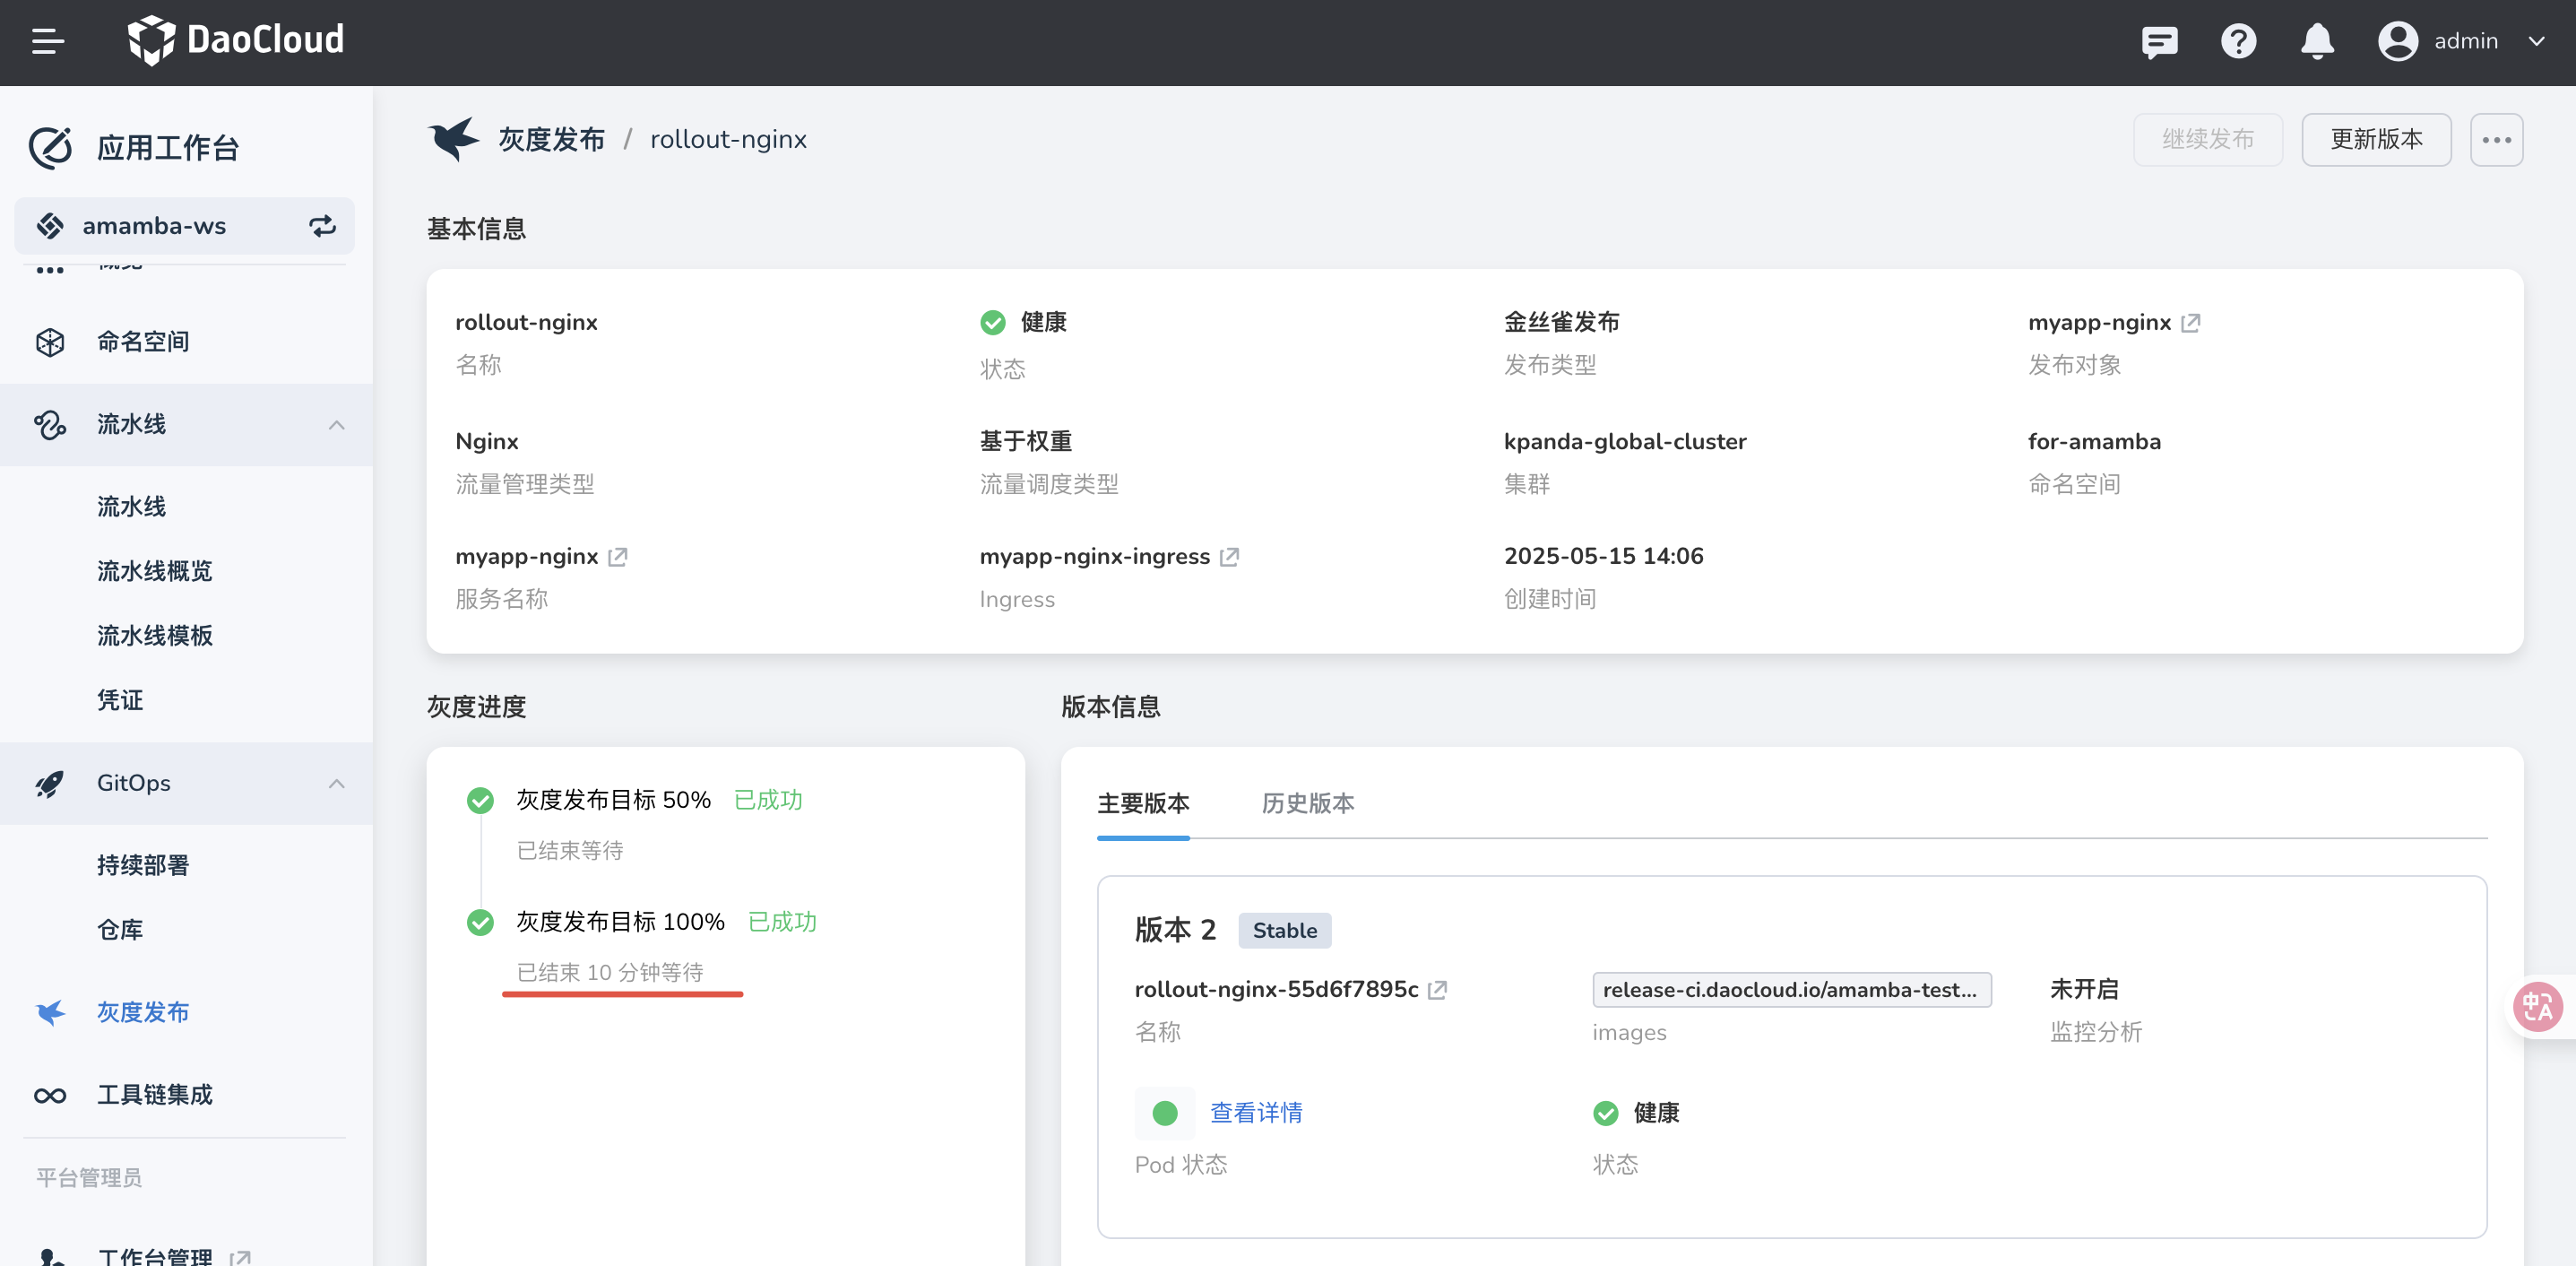 DaoCloud
admin
应用工作台
amamba-ws
概览
命名空间
流水线
流水线
流水线概览
流水线模板
凭证
GitOps
持续部署
仓库
灰度发布
工具链集成
平台管理员
工作台管理
灰度发布 / rollout-nginx
继续发布
更新版本
基本信息
rollout-nginx
名称
健康
状态
金丝雀发布
发布类型
myapp-nginx
发布对象
Nginx
流量管理类型
基于权重
流量调度类型
kpanda-global-cluster
集群
for-amamba
命名空间
myapp-nginx
服务名称
myapp-nginx-ingress
Ingress
2025-05-15 14:06
创建时间
灰度进度
灰度发布目标 50% 已成功
已结束等待
灰度发布目标 100% 已成功
已结束 10 分钟等待
版本信息
主要版本
历史版本
版本 2 Stable
rollout-nginx-55d6f7895c
名称
release-ci.daocloud.io/amamba-test...
images
未开启
监控分析
查看详情
Pod 状态
健康
状态
中A